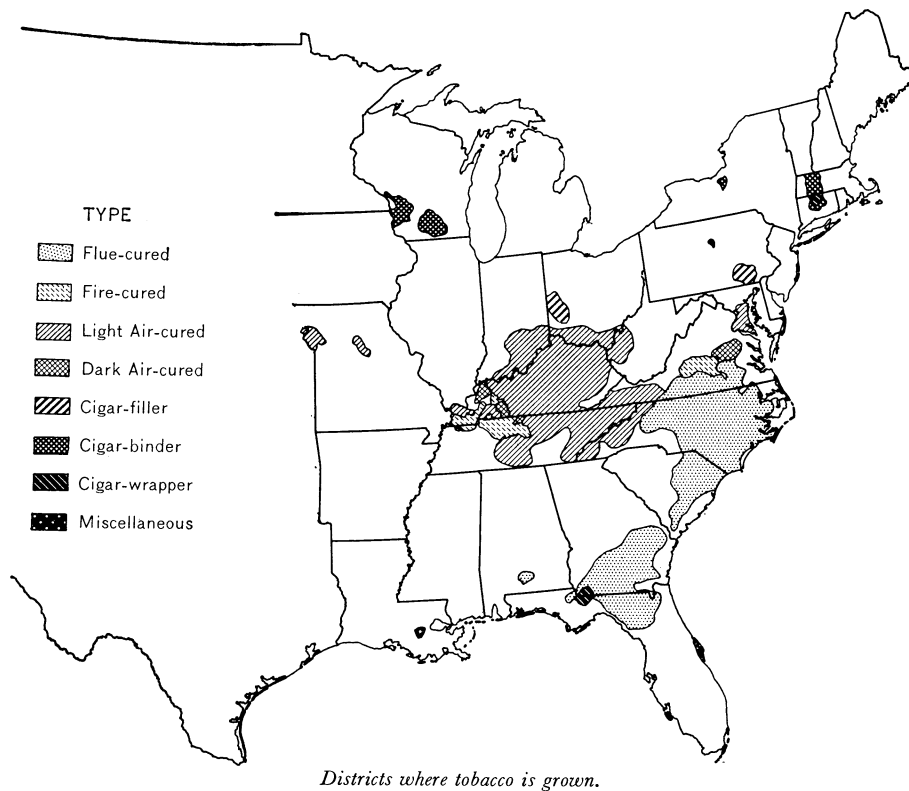 TYPE
Flue-cured
Fire-cured
Light Air-cured
Dark Air-cured
Cigar-filler
Cigar-binder
Cigar-wrapper
Miscellaneous
Districts where tobacco is grown.